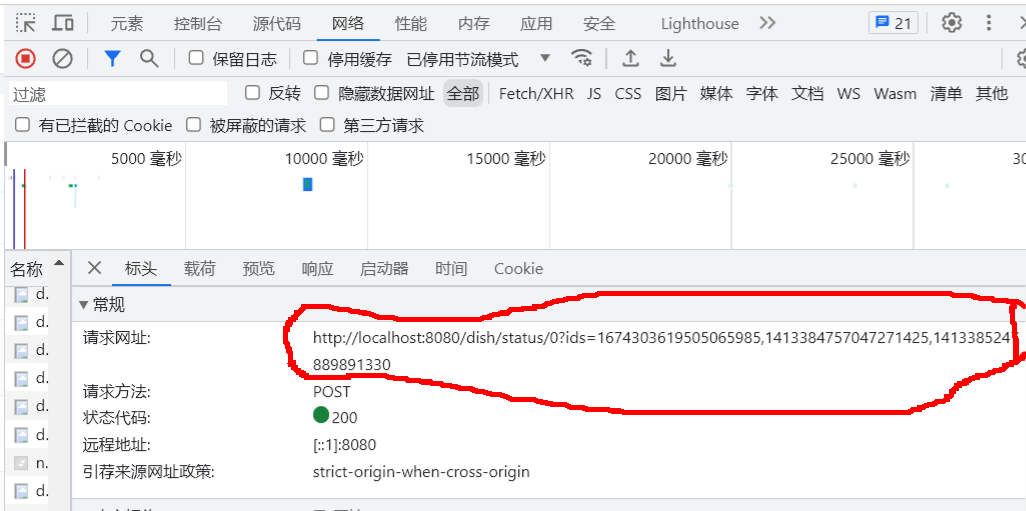 元素 控制台 源代码 网络 性能 内存 应用 安全 Lighthouse 21
保留日志 停用缓存 已停用节流模式
过滤 反转 隐藏数据网址 全部 Fetch/XHR JS CSS 图片 媒体 字体 文档 WS Wasm 清单 其他
有已拦截的 Cookie 被屏蔽的请求 第三方请求
5000 毫秒 10000 毫秒 15000 毫秒 20000 毫秒 25000 毫秒
名称 标头 载荷 预览 响应 启动器 时间 Cookie
d.
常规
d.
请求网址: http://localhost:8080/dish/status/0?ids=1674303619505065985,1413384757047271425,141338524
d.
889891330
d.
请求方法: POST
d.
状态代码: 200
d.
远程地址: [::1]:8080
n.
引荐来源网址政策: strict-origin-when-cross-origin
d.